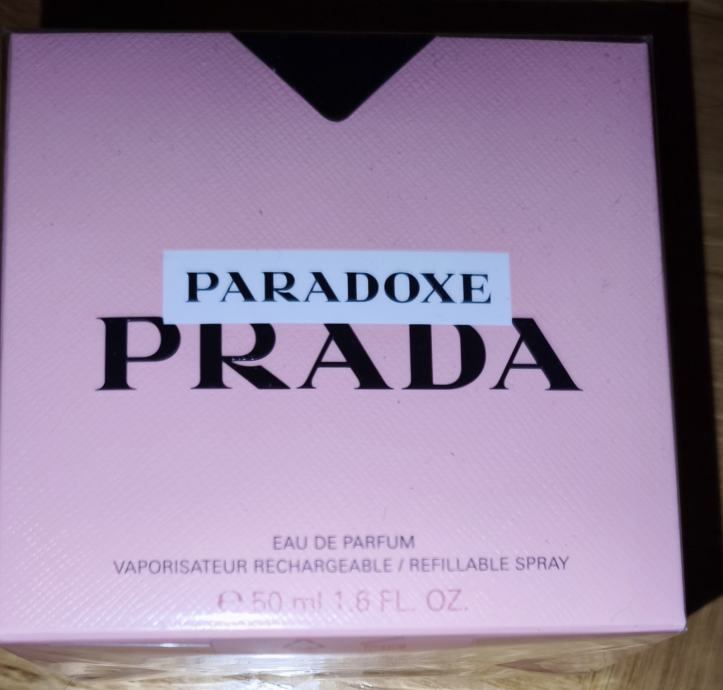 PARADOXE
PRADA
EAU DE PARFUM
VAPORISATEUR RECHARGEABLE / REFILLABLE SPRAY
℮ 50 ml 1.6 FL. OZ.